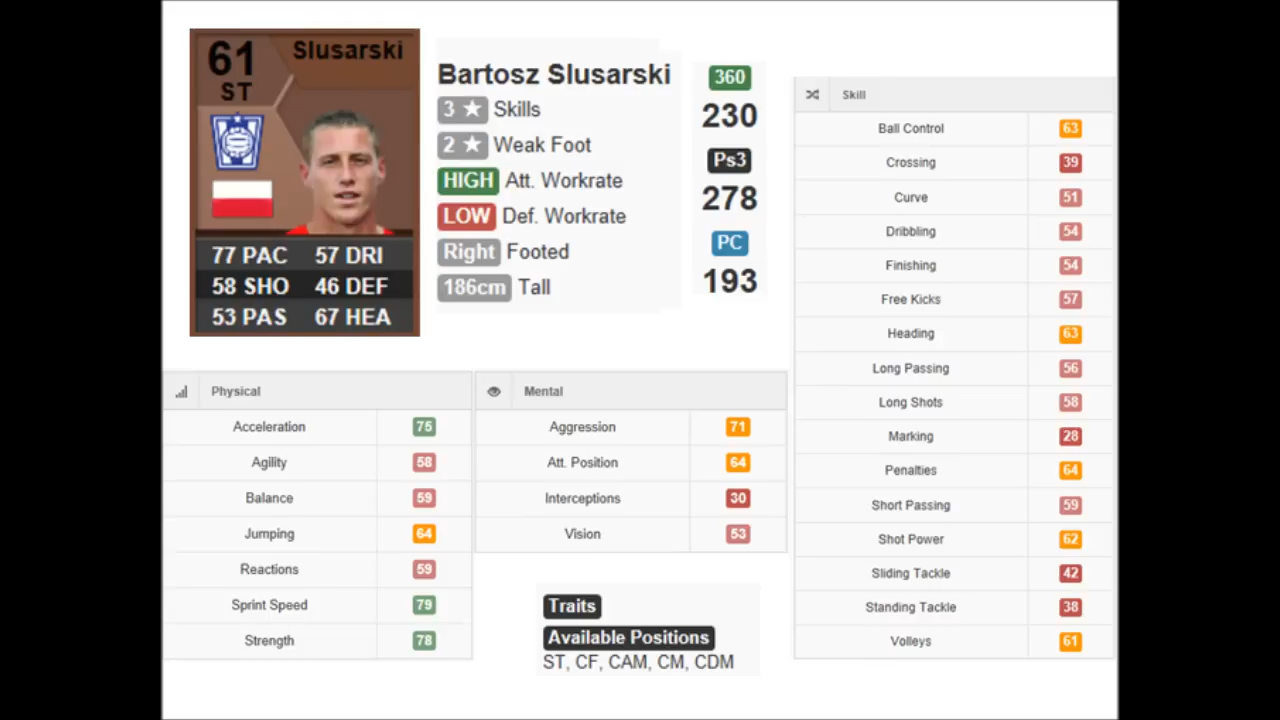 61
ST
Slusarski
77 PAC 57 DRI
58 SHO 46 DEF
53 PAS 67 HEA
Bartosz Slusarski
3 ★ Skills
2 ★ Weak Foot
HIGH Att. Workrate
LOW Def. Workrate
Right Footed
186cm Tall
360
230
Ps3
278
PC
193
Physical
Acceleration 75
Agility 58
Balance 59
Jumping 64
Reactions 59
Sprint Speed 79
Strength 78
Mental
Aggression 71
Att. Position 64
Interceptions 30
Vision 53
Traits
Available Positions
ST, CF, CAM, CM, CDM
Skill
Ball Control 63
Crossing 39
Curve 51
Dribbling 54
Finishing 54
Free Kicks 57
Heading 63
Long Passing 56
Long Shots 58
Marking 28
Penalties 64
Short Passing 59
Shot Power 62
Sliding Tackle 42
Standing Tackle 38
Volleys 61